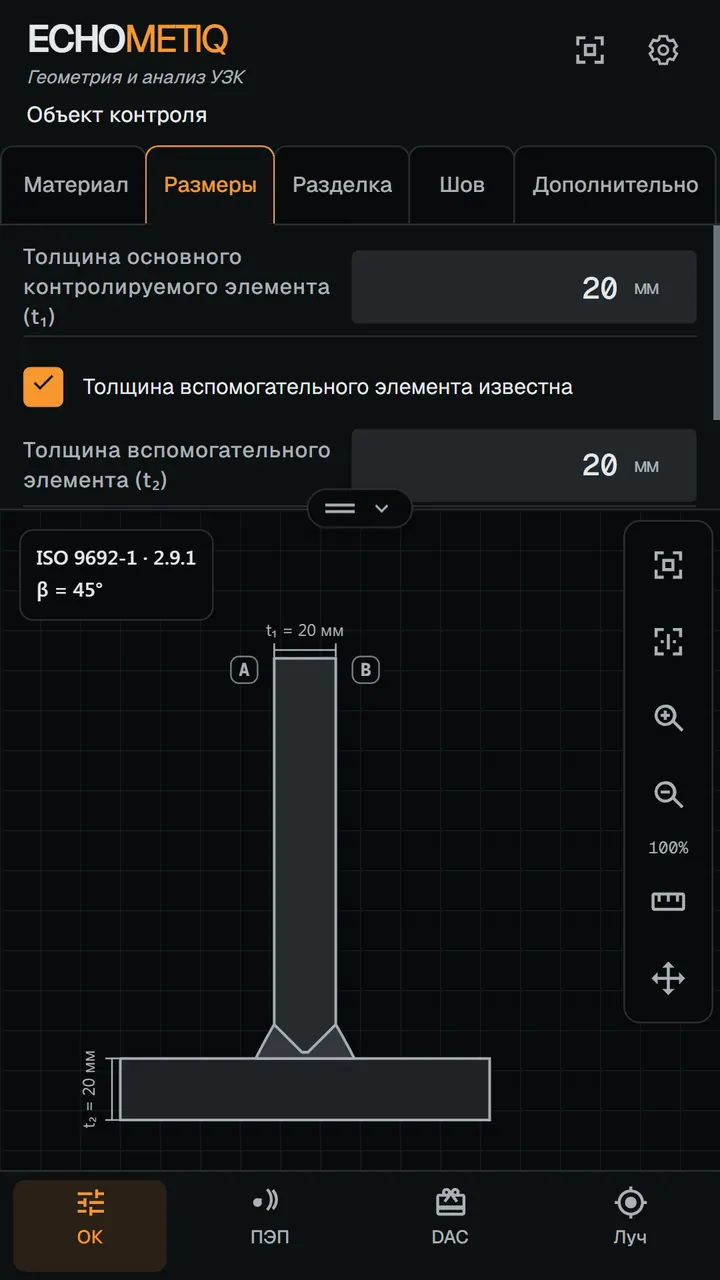 ECHOMETIQ
Геометрия и анализ УЗК
Объект контроля
Материал
Размеры
Разделка
Шов
Дополнительно
Толщина основного
контролируемого элемента
(t₁)
20 мм
Толщина вспомогательного элемента известна
Толщина вспомогательного
элемента (t₂)
20 мм
ISO 9692-1 · 2.9.1
β = 45°
t₁ = 20 мм
A
B
100%
t₂ = 20 мм
ОК
ПЭП
DAC
Луч